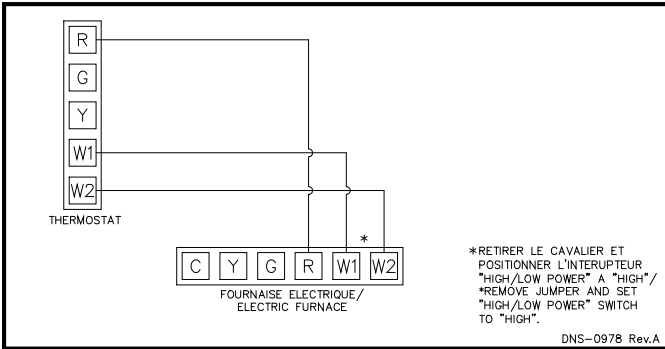 R
G
Y
W1
W2
THERMOSTAT
*
C Y G R W1 W2
FOURNAISE ELECTRIQUE/
ELECTRIC FURNACE
*RETIRER LE CAVALIER ET
POSITIONNER L'INTERUPTEUR
"HIGH/LOW POWER" A "HIGH"/
*REMOVE JUMPER AND SET
"HIGH/LOW POWER" SWITCH
TO "HIGH".
DNS-0978 Rev.A